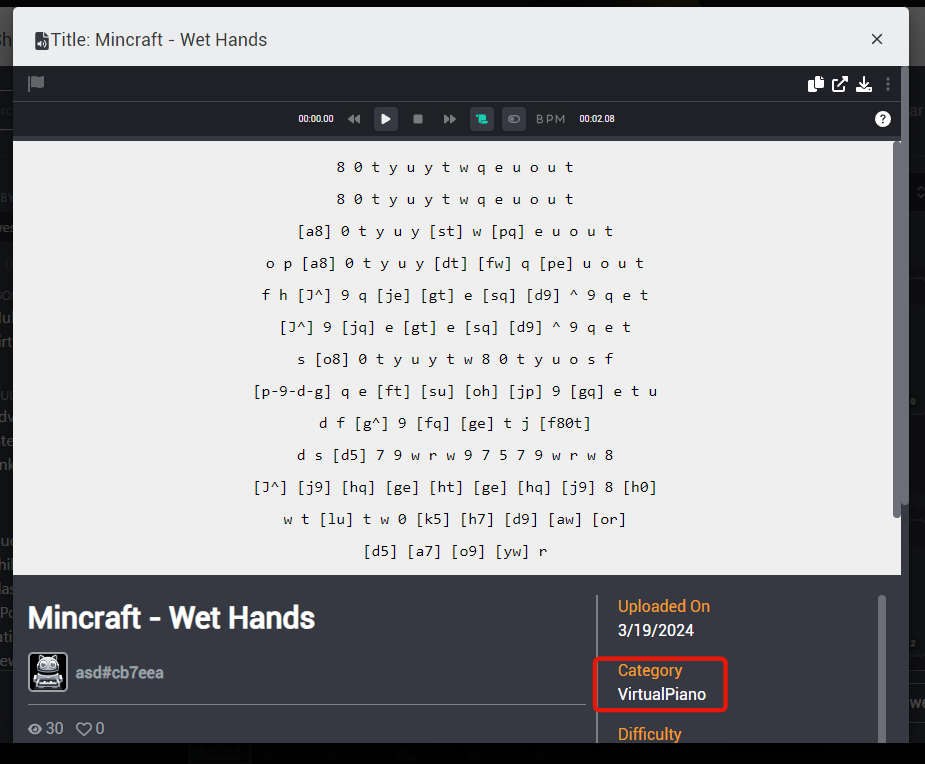 Title: Mincraft - Wet Hands
00:00.00
BPM
00:02.08
8 0 t y u y t w q e u o u t
8 0 t y u y t w q e u o u t
[a8] 0 t y u y [st] w [pq] e u o u t
o p [a8] 0 t y u y [dt] [fw] q [pe] u o u t
f h [J^] 9 q [je] [gt] e [sq] [d9] ^ 9 q e t
[J^] 9 [jq] e [gt] e [sq] [d9] ^ 9 q e t
s [o8] 0 t y u y t w 8 0 t y u o s f
[p-9-d-g] q e [ft] [su] [oh] [jp] 9 [gq] e t u
d f [g^] 9 [fq] [ge] t j [f80t]
d s [d5] 7 9 w r w 9 7 5 7 9 w r w 8
[J^] [j9] [hq] [ge] [ht] [ge] [hq] [j9] 8 [h0]
w t [lu] t w 0 [k5] [h7] [d9] [aw] [or]
[d5] [a7] [o9] [yw] r
Mincraft - Wet Hands
asd#cb7eea
30
0
Uploaded On
3/19/2024
Category
VirtualPiano
Difficulty